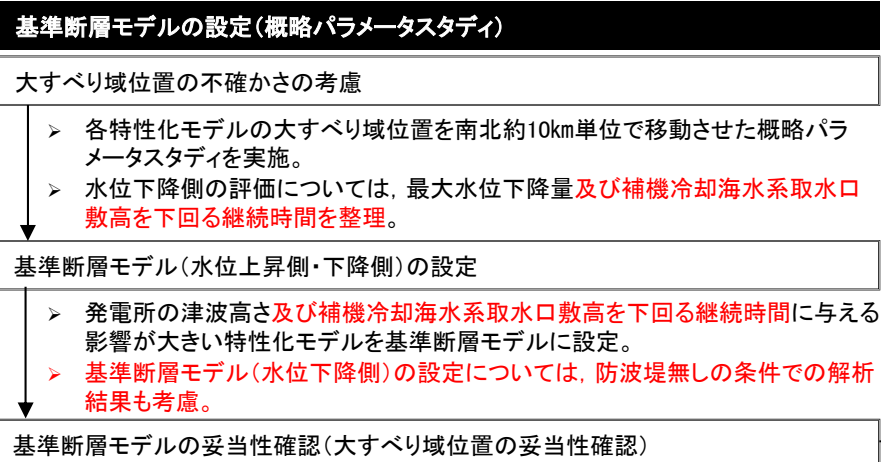 基準断層モデルの設定(概略パラメータスタディ)
大すべり域位置の不確かさの考慮
➢ 各特性化モデルの大すべり域位置を南北約10km単位で移動させた概略パラ
メータスタディを実施。
➢ 水位下降側の評価については，最大水位下降量及び補機冷却海水系取水口
敷高を下回る継続時間を整理。
基準断層モデル(水位上昇側・下降側)の設定
➢ 発電所の津波高さ及び補機冷却海水系取水口敷高を下回る継続時間に与える
影響が大きい特性化モデルを基準断層モデルに設定。
➢ 基準断層モデル(水位下降側)の設定については，防波堤無しの条件での解析
結果も考慮。
基準断層モデルの妥当性確認(大すべり域位置の妥当性確認)